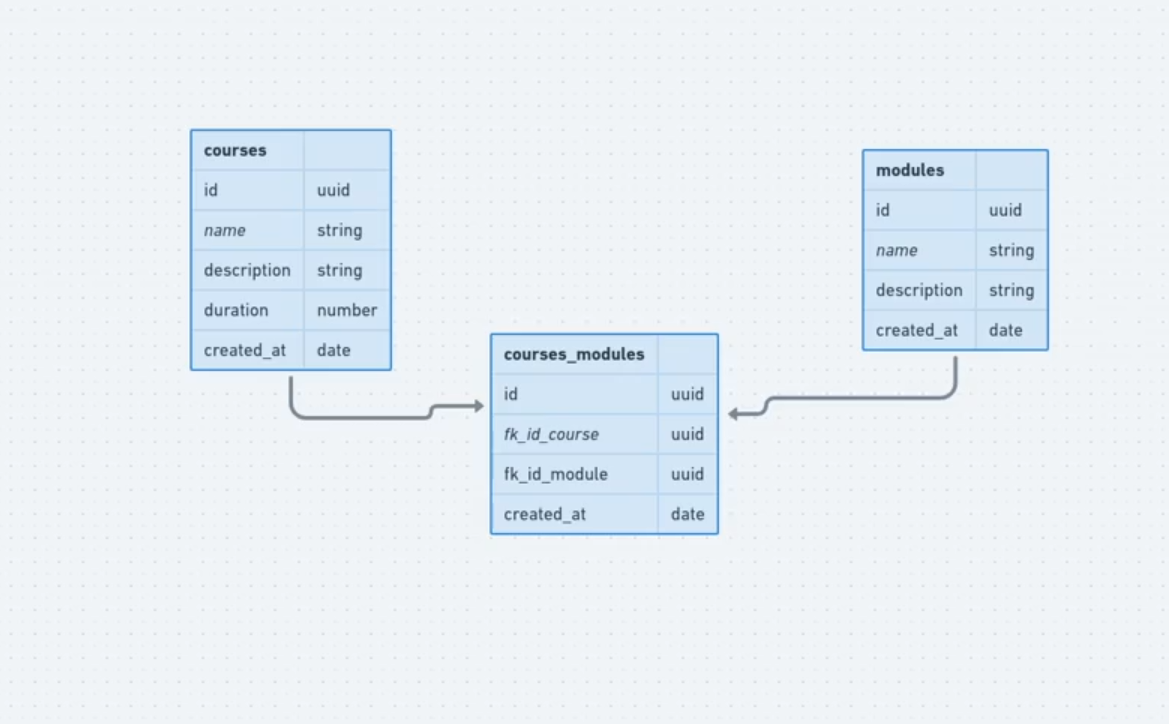 courses
id uuid
name string
description string
duration number
created_at date
modules
id uuid
name string
description string
created_at date
courses_modules
id uuid
fk_id_course uuid
fk_id_module uuid
created_at date